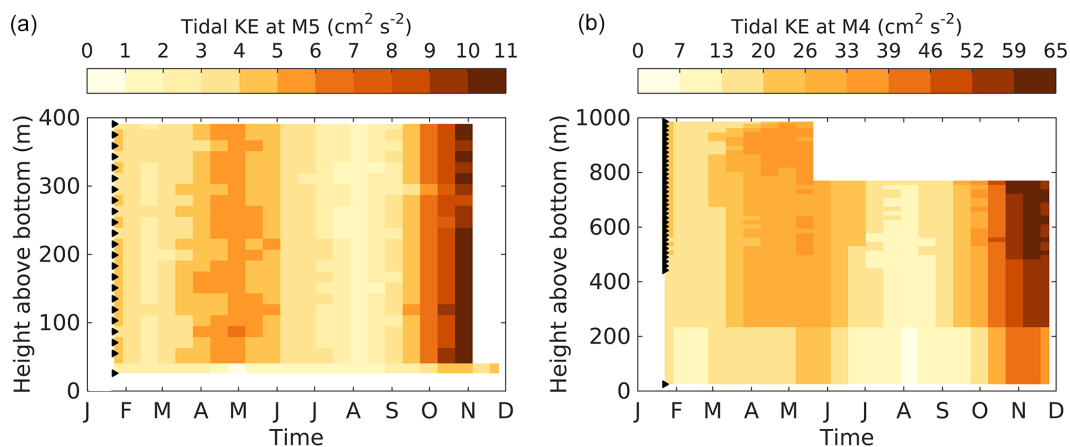 (a)
Tidal KE at M5 (cm² s⁻²)
0 1 2 3 4 5 6 7 8 9 10 11
400
300
200
100
0
Height above bottom (m)
J F M A M J J A S O N D
Time
(b)
Tidal KE at M4 (cm² s⁻²)
0 7 13 20 26 33 39 46 52 59 65
1000
800
600
400
200
0
Height above bottom (m)
J F M A M J J A S O N D
Time